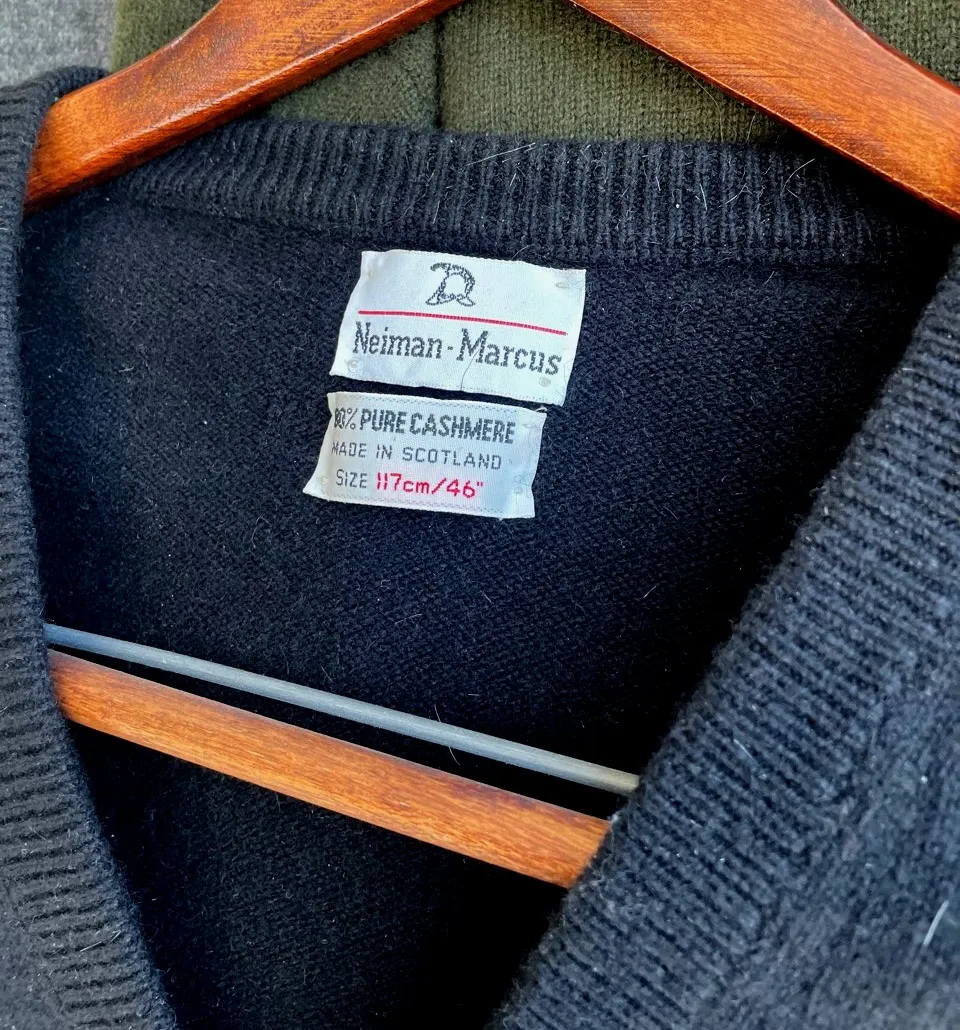 Neiman-Marcus
PURE CASHMERE
MADE IN SCOTLAND
SIZE 117cm/46"